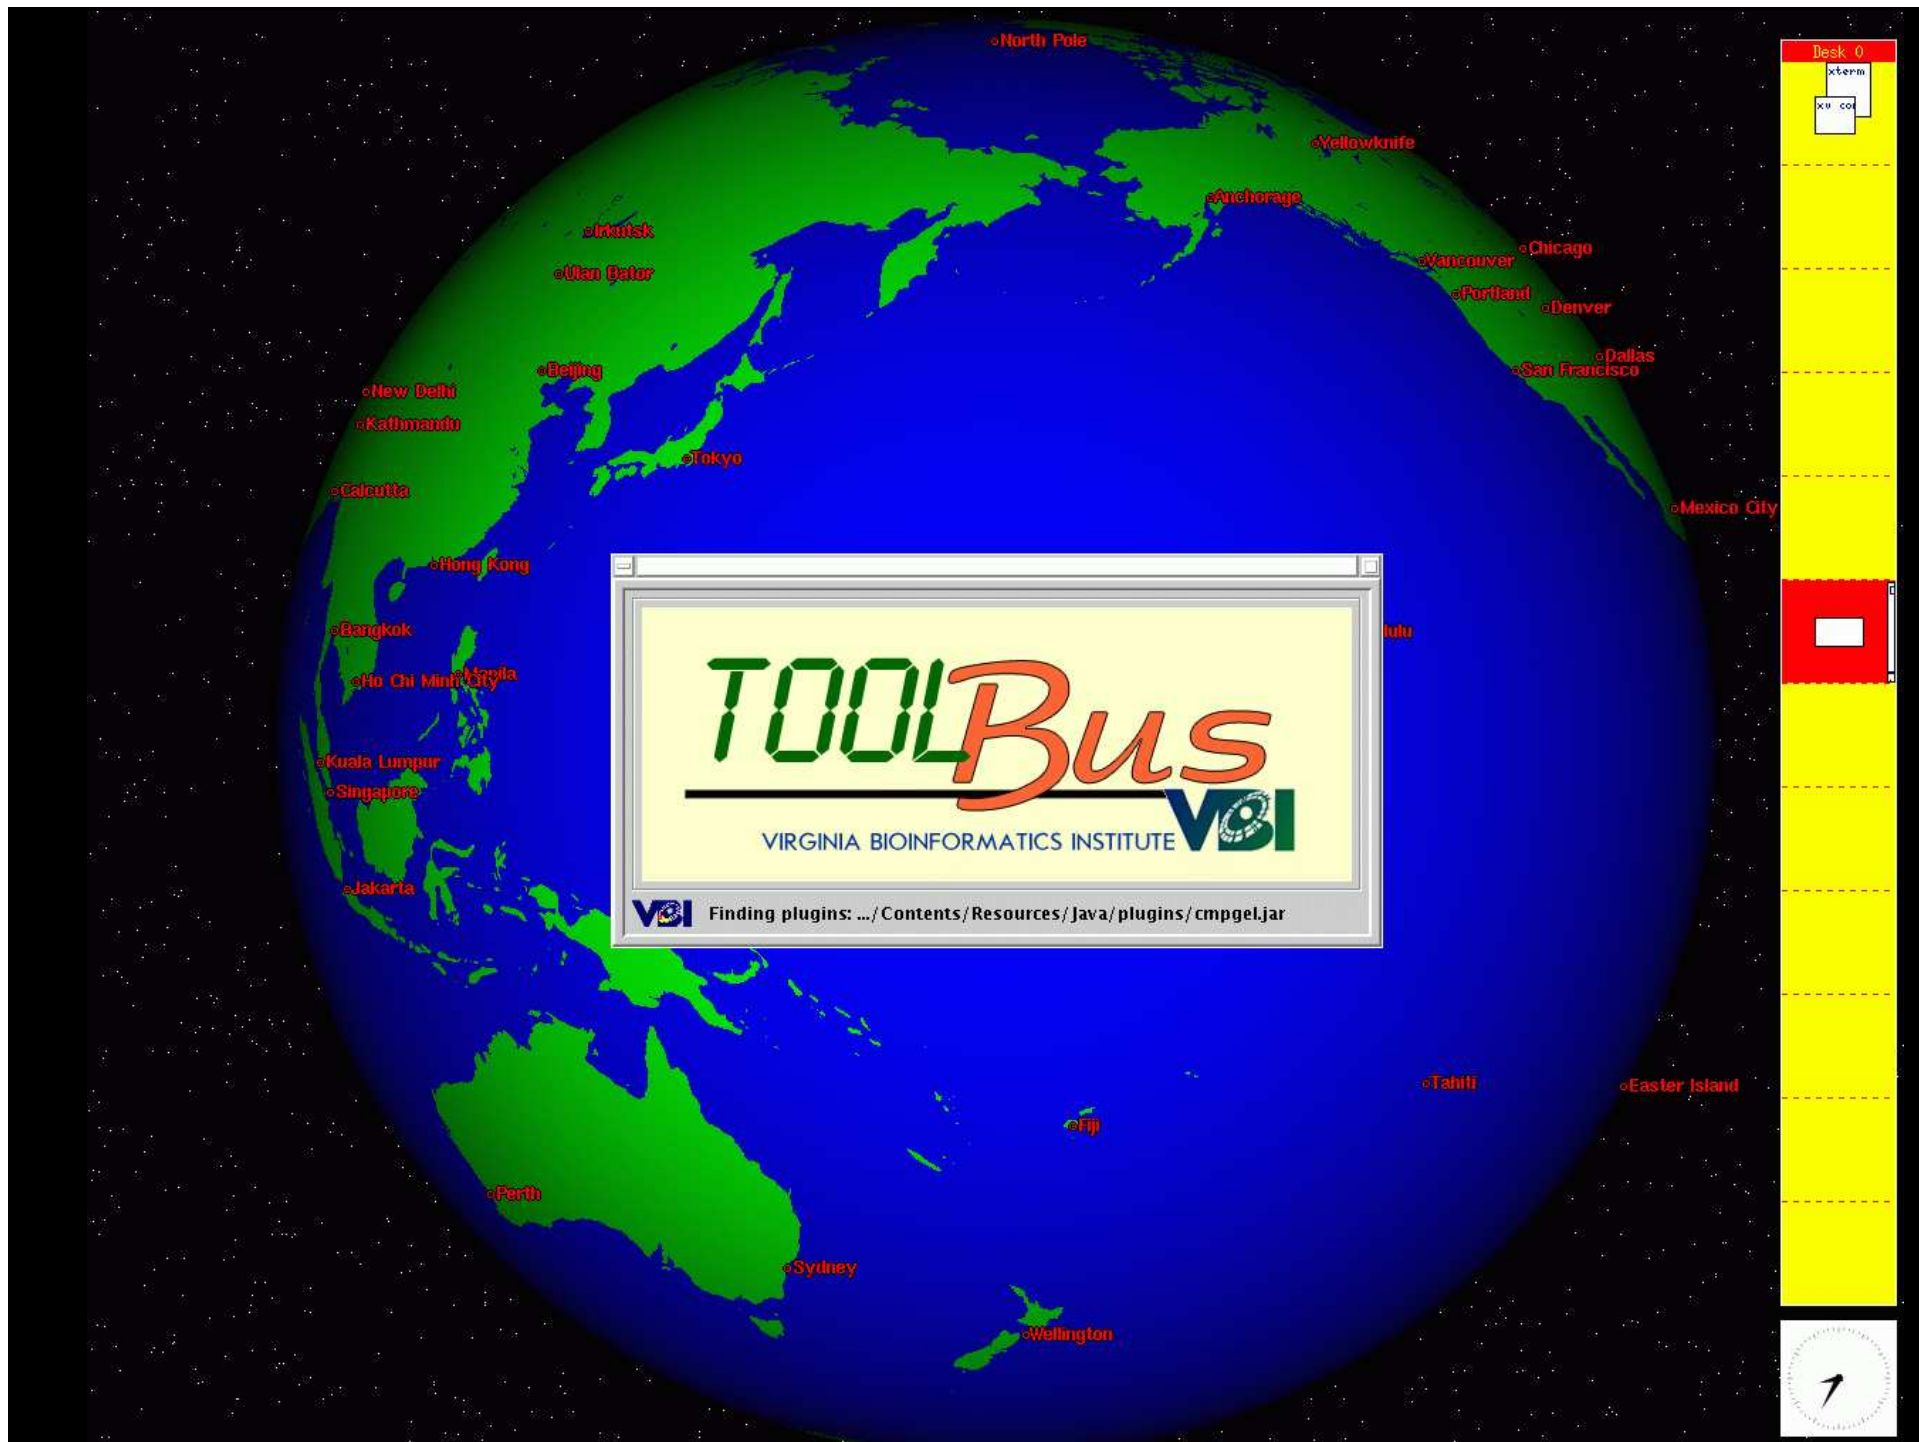 North Pole
Desk 0
xterm
xv co
Yellowknife
Anchorage
Irkutsk
Chicago
Vancouver
Ulan Bator
Portland
Denver
Dallas
Beijing
San Francisco
New Delhi
Kathmandu
Tokyo
Calcutta
Mexico City
Hong Kong
Bangkok
lulu
Manila
Ho Chi Minh City
TOOLBus
Kuala Lumpur
Singapore
VIRGINIA BIOINFORMATICS INSTITUTE VBI
Jakarta
VBI Finding plugins: .../Contents/Resources/Java/plugins/cmpgel.jar
Tahiti
Easter Island
Fiji
Perth
Sydney
Wellington